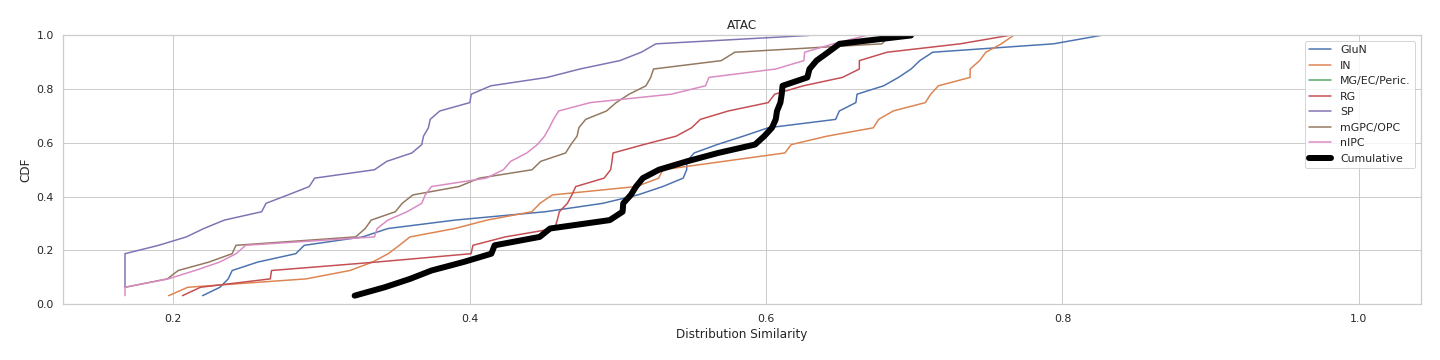 ATAC
CDF
1.0
0.8
0.6
0.4
0.2
0.0
0.2
0.4
0.6
0.8
1.0
Distribution Similarity
GluN
IN
MG/EC/Peric.
RG
SP
mGPC/OPC
nIPC
Cumulative